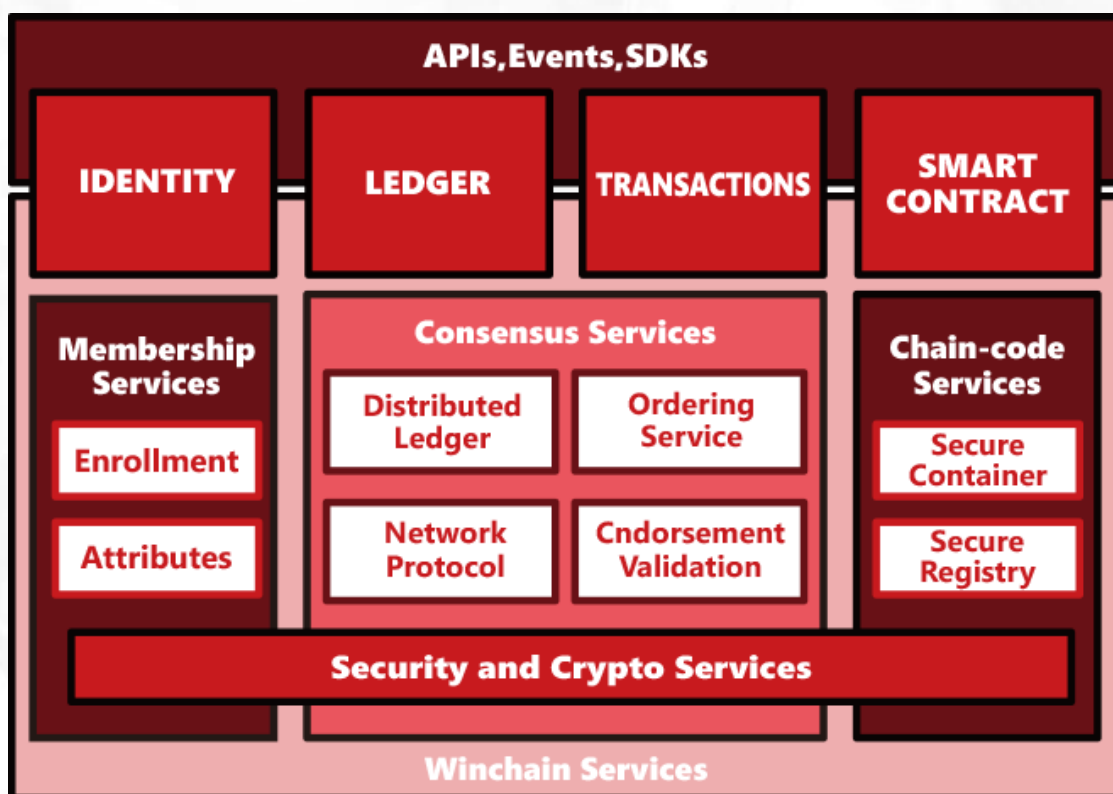 APIs,Events,SDKs
IDENTITY
LEDGER
TRANSACTIONS
SMART
CONTRACT
Membership
Services
Enrollment
Attributes
Consensus Services
Distributed
Ledger
Ordering
Service
Network
Protocol
Cndorsement
Validation
Chain-code
Services
Secure
Container
Secure
Registry
Security and Crypto Services
Winchain Services